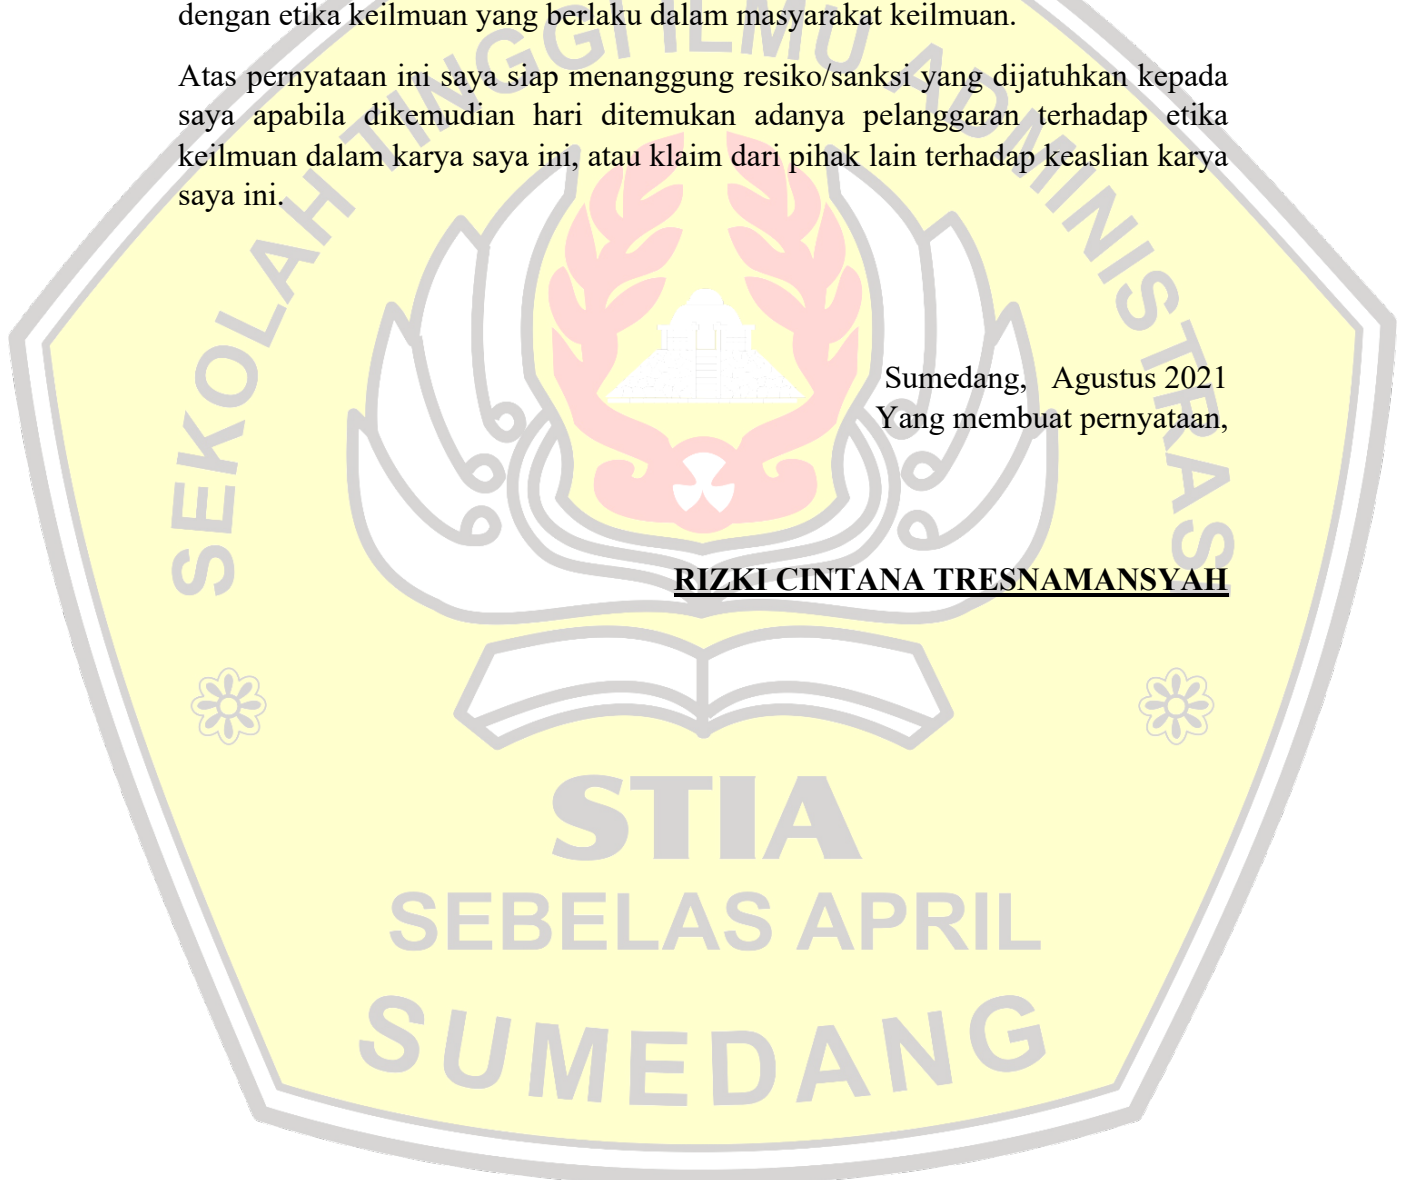 dengan etika keilmuan yang berlaku dalam masyarakat keilmuan.
Atas pernyataan ini saya siap menanggung resiko/sanksi yang dijatuhkan kepada
saya apabila dikemudian hari ditemukan adanya pelanggaran terhadap etika
keilmuan dalam karya saya ini, atau klaim dari pihak lain terhadap keaslian karya
saya ini.
Sumedang, Agustus 2021
Yang membuat pernyataan,
RIZKI CINTANA TRESNAMANSYAH
SEKOLAH TINGGI ILMU ADMINISTRASI
STIA
SEBELAS APRIL
SUMEDANG